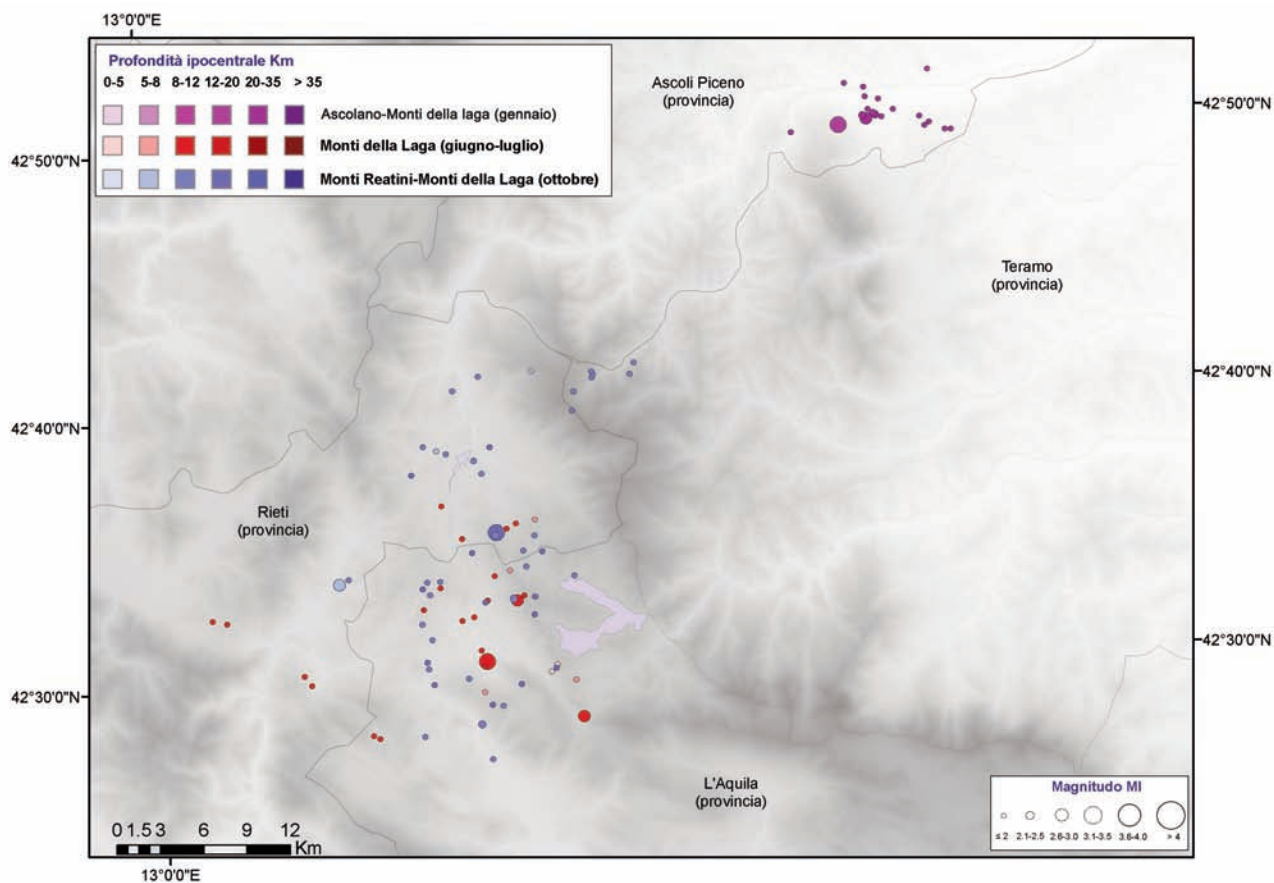 13°0'0"E
Profondità ipocentrale Km
0-5 5-8 8-12 12-20 20-35 > 35
Ascolano-Monti della laga (gennaio)
Monti della Laga (giugno-luglio)
Monti Reatini-Monti della Laga (ottobre)
Ascoli Piceno
(provincia)
42°50'0"N
42°50'0"N
Teramo
(provincia)
42°40'0"N
42°40'0"N
Rieti
(provincia)
42°30'0"N
42°30'0"N
L'Aquila
(provincia)
Magnitudo Ml
≤ 2 2.1-2.5 2.6-3.0 3.1-3.5 3.6-4.0 > 4
0 1.5 3 6 9 12
Km
13°0'0"E